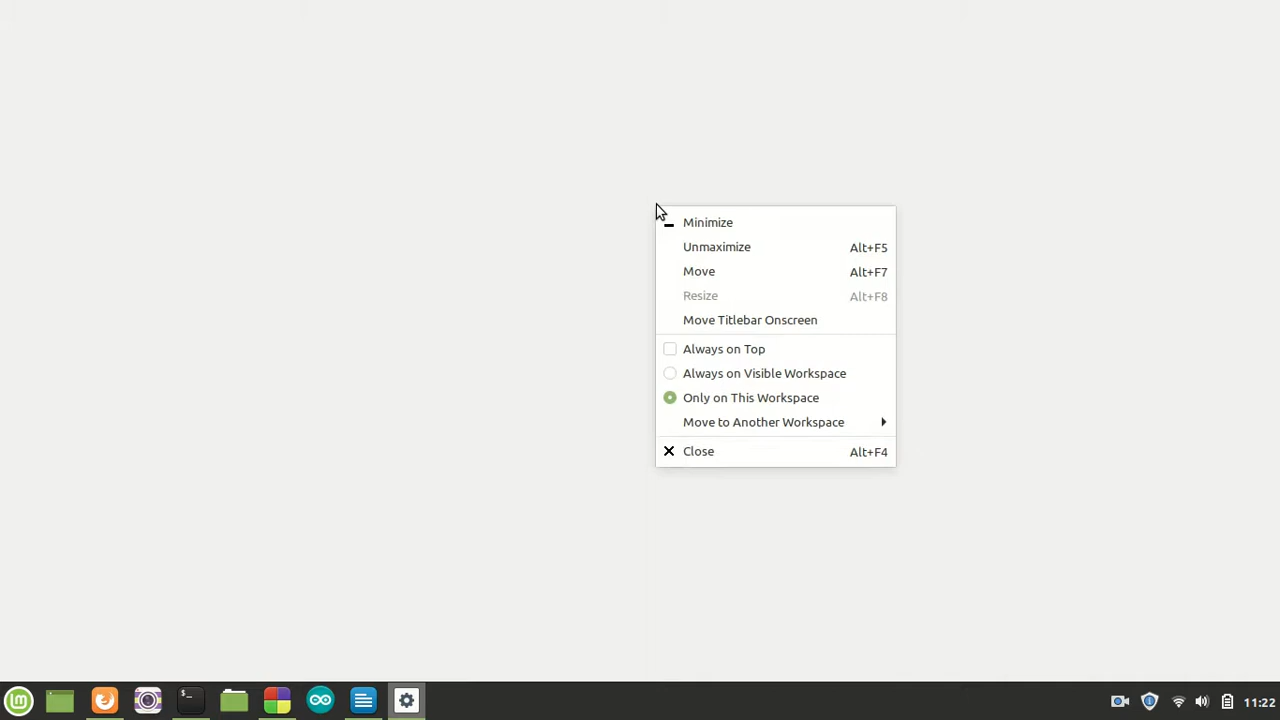 Minimize
Unmaximize Alt+F5
Move Alt+F7
Resize Alt+F8
Move Titlebar Onscreen
Always on Top
Always on Visible Workspace
Only on This Workspace
Move to Another Workspace
Close Alt+F4
11:22